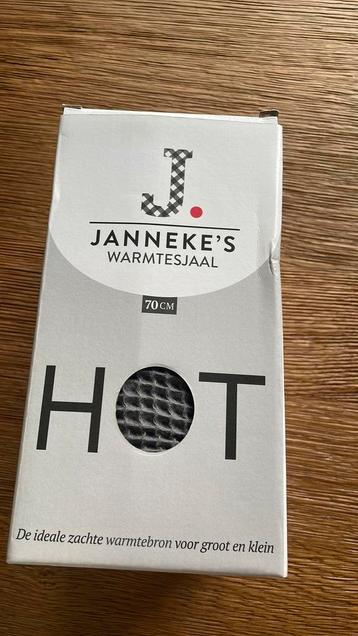 J.
JANNEKE'S
WARMTESJAAL
70 CM
HOT
De ideale zachte warmtebron voor groot en klein